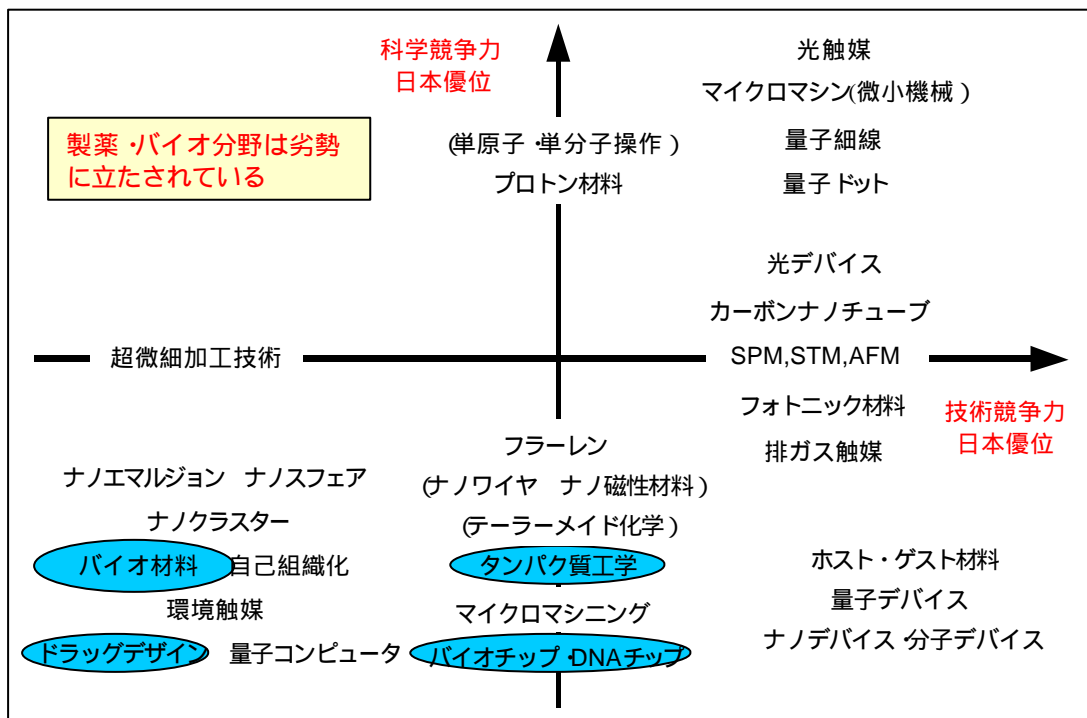 科学競争力
日本優位
光触媒
マイクロマシン(微小機械)
量子細線
量子ドット
製薬・バイオ分野は劣勢
に立たされている
(単原子・単分子操作)
プロトン材料
光デバイス
カーボンナノチューブ
超微細加工技術
SPM,STM,AFM
フォトニック材料
排ガス触媒
技術競争力
日本優位
フラーレン
(ナノワイヤ ナノ磁性材料)
(テーラーメイド化学)
タンパク質工学
マイクロマシニング
バイオチップ・DNAチップ
ナノエマルジョン ナノスフェア
ナノクラスター
バイオ材料 自己組織化
環境触媒
ドラッグデザイン 量子コンピュータ
ホスト・ゲスト材料
量子デバイス
ナノデバイス・分子デバイス